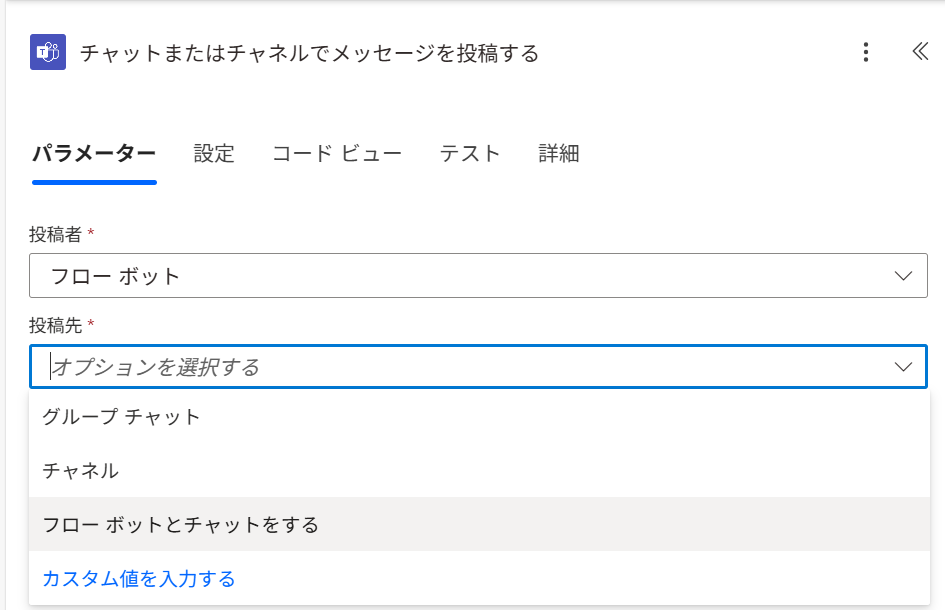 チャットまたはチャネルでメッセージを投稿する
パラメーター 設定 コード ビュー テスト 詳細
投稿者 *
フロー ボット
投稿先 *
オプションを選択する
グループ チャット
チャネル
フロー ボットとチャットをする
カスタム値を入力する